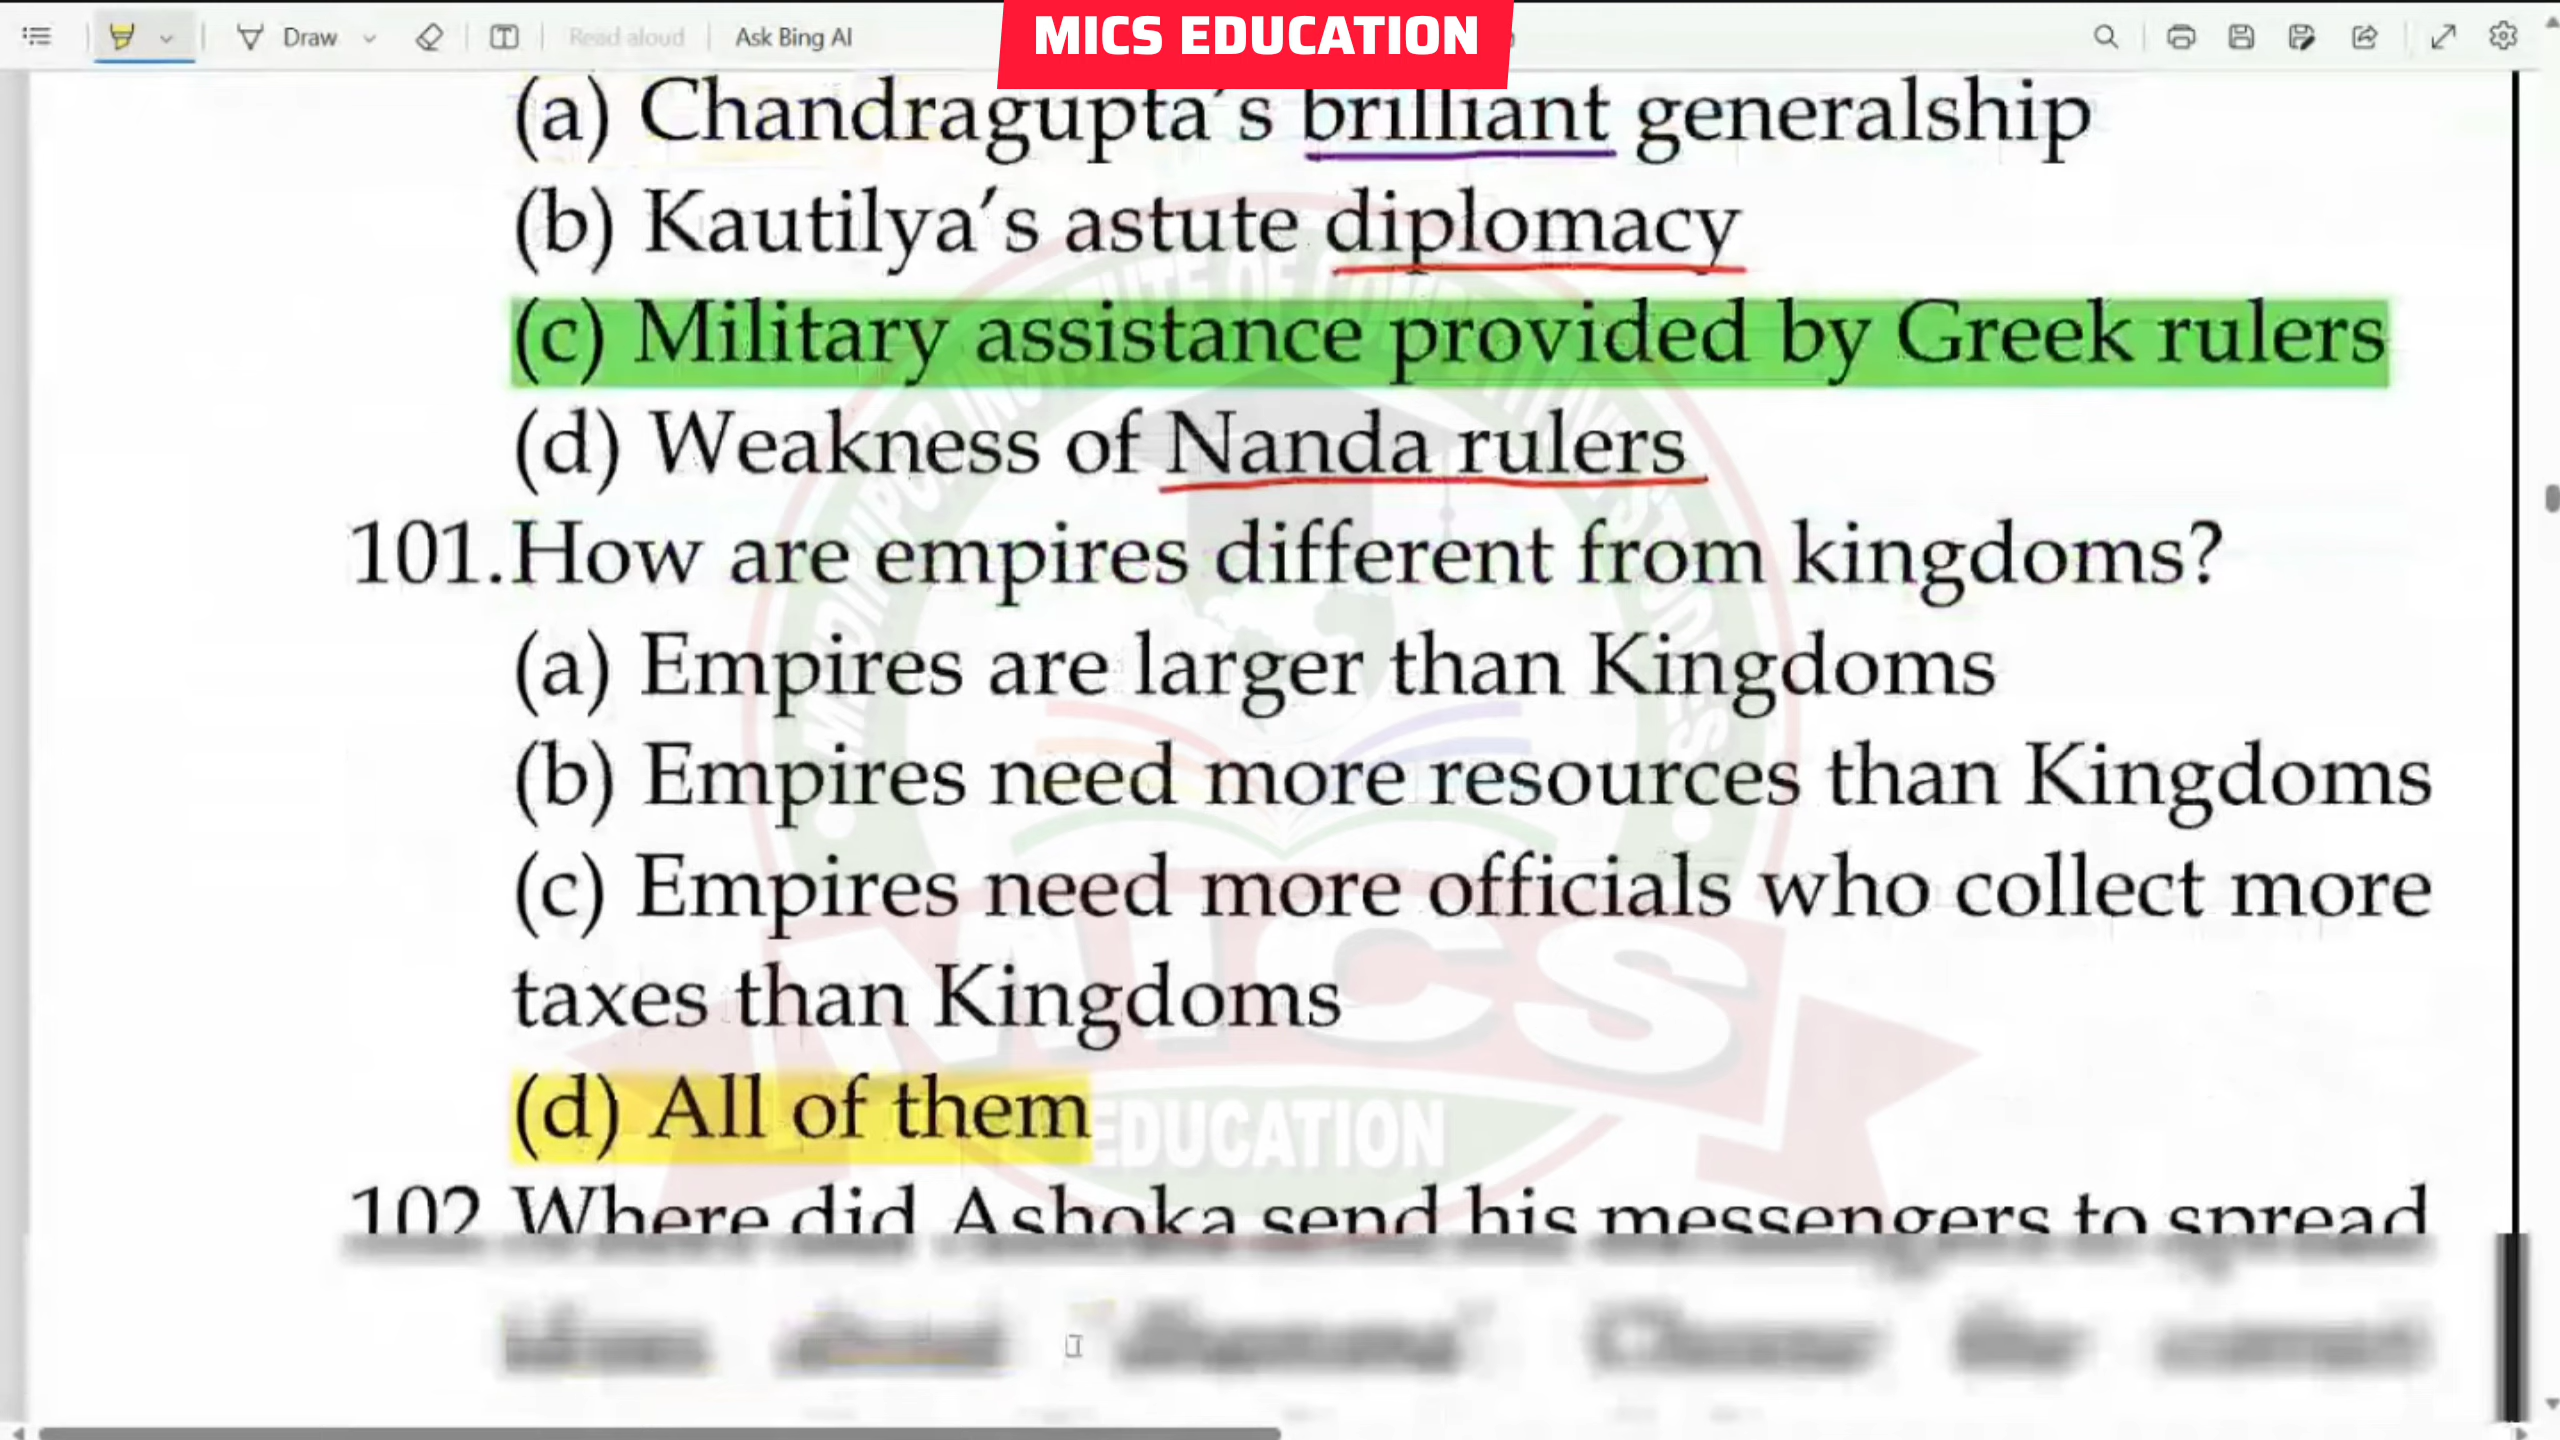 Draw
Read aloud
Ask Bing AI
MICS EDUCATION
(a) Chandragupta's brilliant generalship
(b) Kautilya's astute diplomacy
(c) Military assistance provided by Greek rulers
(d) Weakness of Nanda rulers
101. How are empires different from kingdoms?
(a) Empires are larger than Kingdoms
(b) Empires need more resources than Kingdoms
(c) Empires need more officials who collect more
taxes than Kingdoms
(d) All of them
102 Where did Ashoka send his messengers to spread
MICS
EDUCATION